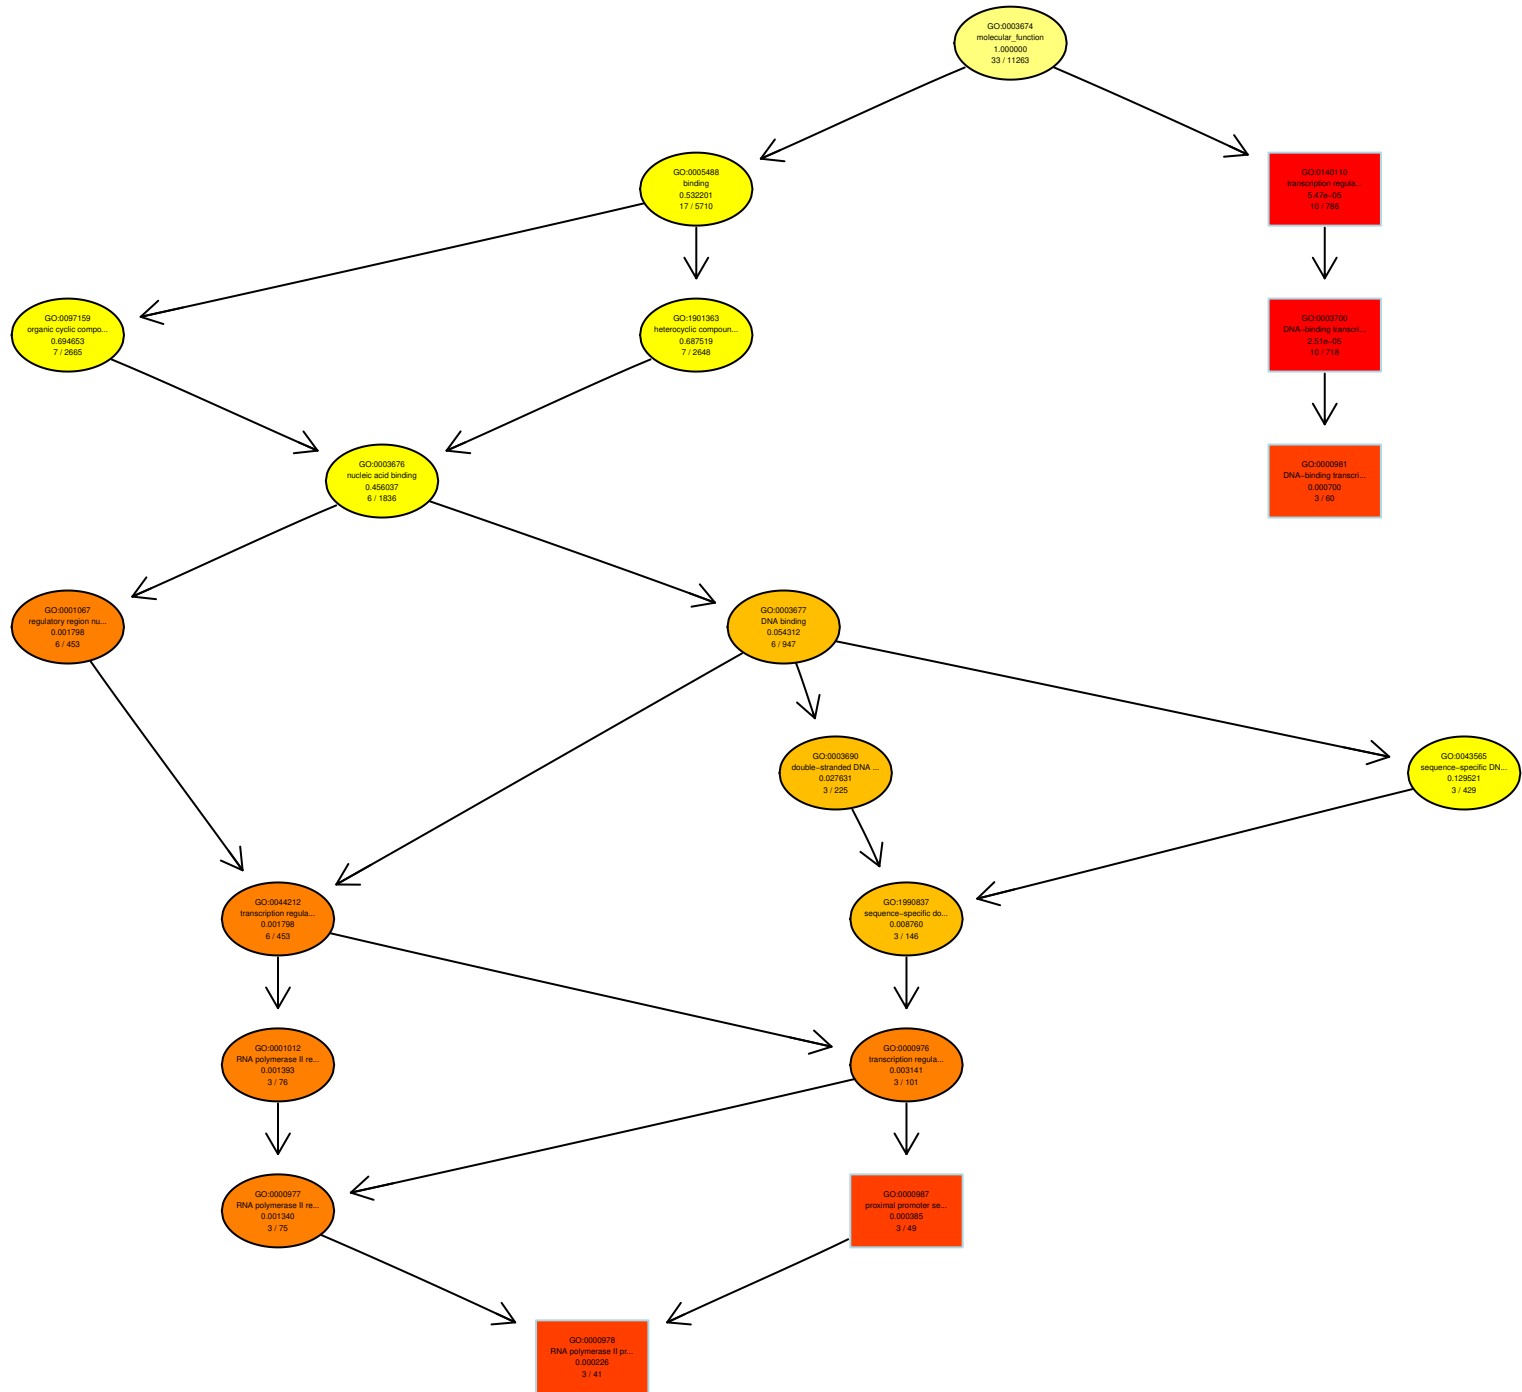 GO:0003674
molecular_function
1.000000
33 / 11263
GO:0005488
binding
0.532201
17 / 5710
GO:0140110
transcription regula...
5.47e−05
10 / 786
GO:0097159
organic cyclic compo...
0.694653
7 / 2665
GO:1901363
heterocyclic compoun...
0.687519
7 / 2648
GO:0003700
DNA−binding transcri...
2.51e−05
10 / 718
GO:0003676
nucleic acid binding
0.456037
6 / 1836
GO:0000981
DNA−binding transcri...
0.000700
3 / 60
GO:0001067
regulatory region nu...
0.001798
6 / 453
GO:0003677
DNA binding
0.054312
6 / 947
GO:0003690
double−stranded DNA ...
0.027631
3 / 225
GO:0043565
sequence−specific DN...
0.129521
3 / 429
GO:0044212
transcription regula...
0.001798
6 / 453
GO:1990837
sequence−specific do...
0.008760
3 / 146
GO:0001012
RNA polymerase II re...
0.001393
3 / 76
GO:0000976
transcription regula...
0.003141
3 / 101
GO:0000977
RNA polymerase II re...
0.001340
3 / 75
GO:0000987
proximal promoter se...
0.000385
3 / 49
GO:0000978
RNA polymerase II pr...
0.000226
3 / 41